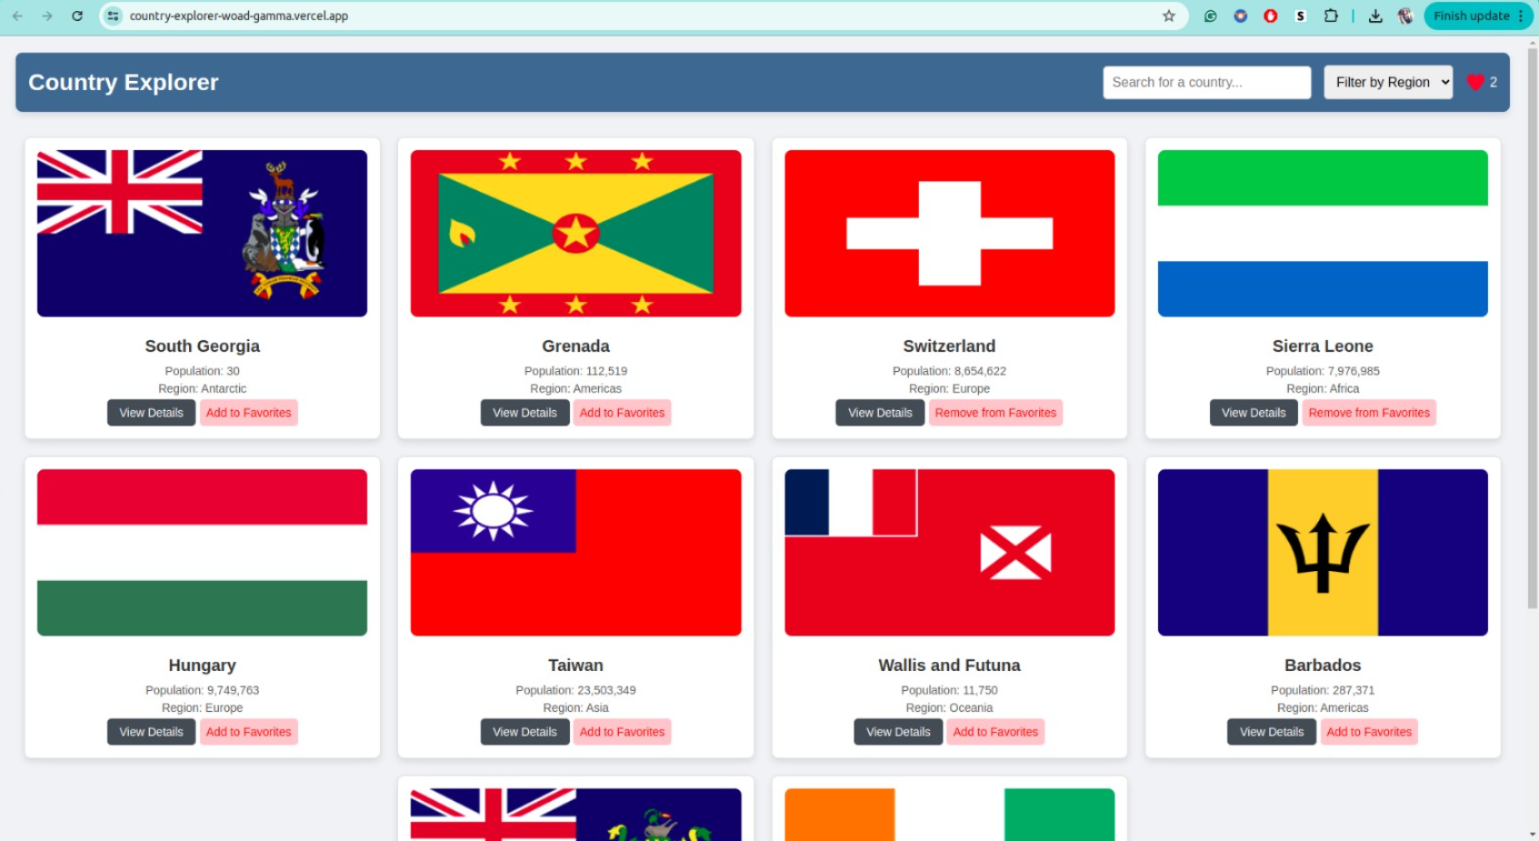 country-explorer-woad-gamma.vercel.app
S
Finish update
Country Explorer
Search for a country...
Filter by Region
2
South Georgia
Population: 30
Region: Antarctic
View Details
Add to Favorites
Grenada
Population: 112,519
Region: Americas
View Details
Add to Favorites
Switzerland
Population: 8,654,622
Region: Europe
View Details
Remove from Favorites
Sierra Leone
Population: 7,976,985
Region: Africa
View Details
Remove from Favorites
Hungary
Population: 9,749,763
Region: Europe
View Details
Add to Favorites
Taiwan
Population: 23,503,349
Region: Asia
View Details
Add to Favorites
Wallis and Futuna
Population: 11,750
Region: Oceania
View Details
Add to Favorites
Barbados
Population: 287,371
Region: Americas
View Details
Add to Favorites